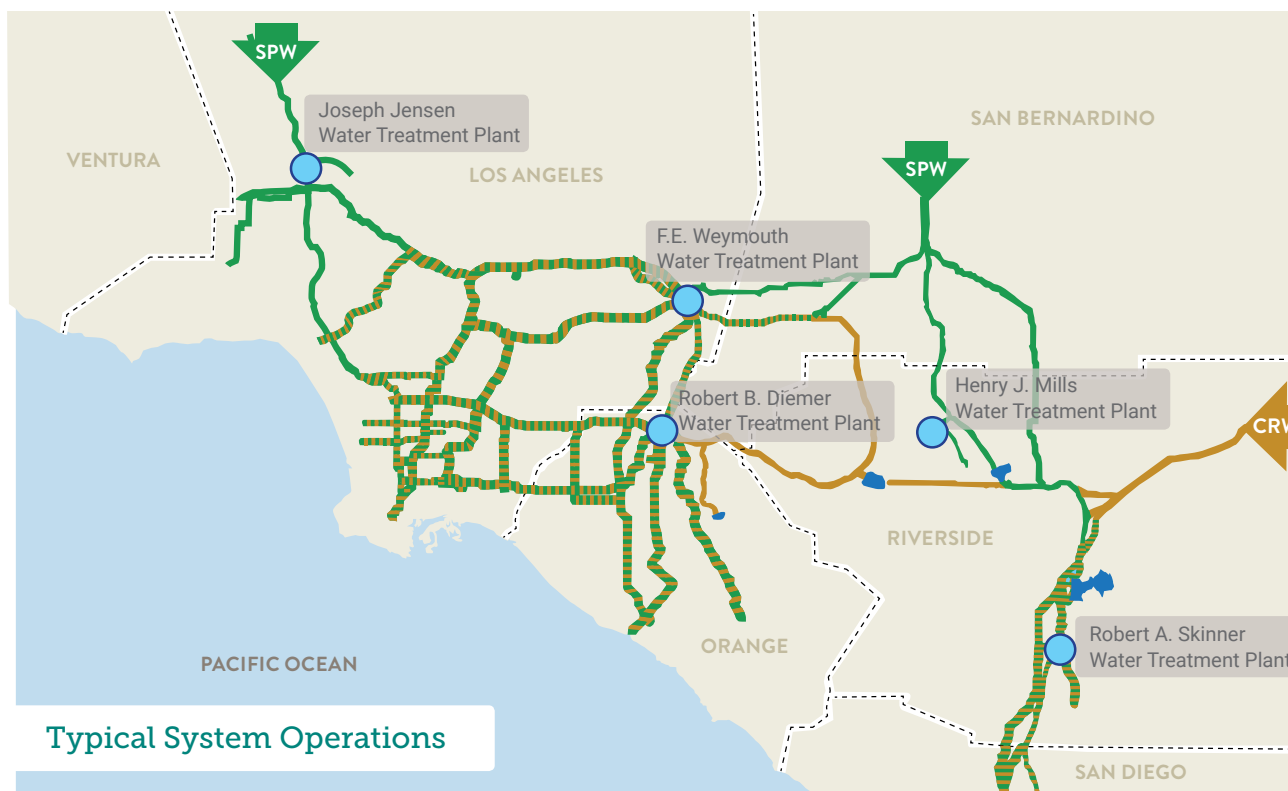 SPW
Joseph Jensen
Water Treatment Plant
VENTURA
LOS ANGELES
SAN BERNARDINO
SPW
F.E. Weymouth
Water Treatment Plant
Henry J. Mills
Water Treatment Plant
Robert B. Diemer
Water Treatment Plant
CRW
RIVERSIDE
ORANGE
Robert A. Skinner
Water Treatment Plant
PACIFIC OCEAN
Typical System Operations
SAN DIEGO